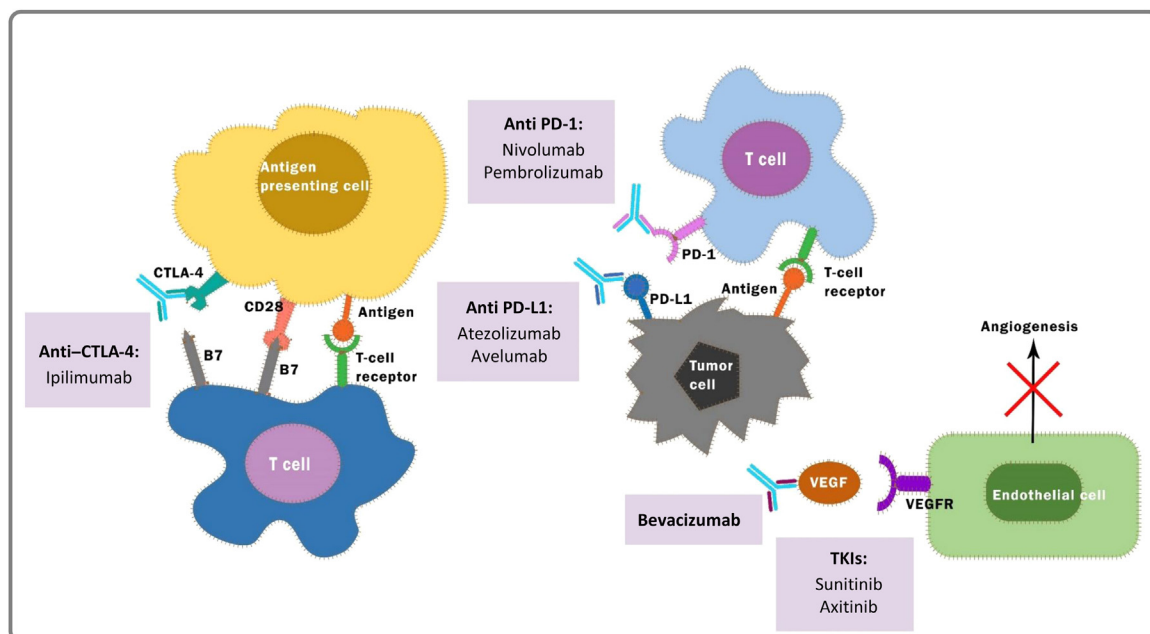 Antigen
presenting cell
CTLA-4
CD28
Antigen
Anti–CTLA-4:
Ipilimumab
B7
B7
T-cell
receptor
T cell
Anti PD-1:
Nivolumab
Pembrolizumab
T cell
PD-1
Anti PD-L1:
Atezolizumab
Avelumab
PD-L1
Antigen
T-cell
receptor
Tumor
cell
Angiogenesis
Bevacizumab
VEGF
VEGFR
Endothelial cell
TKIs:
Sunitinib
Axitinib